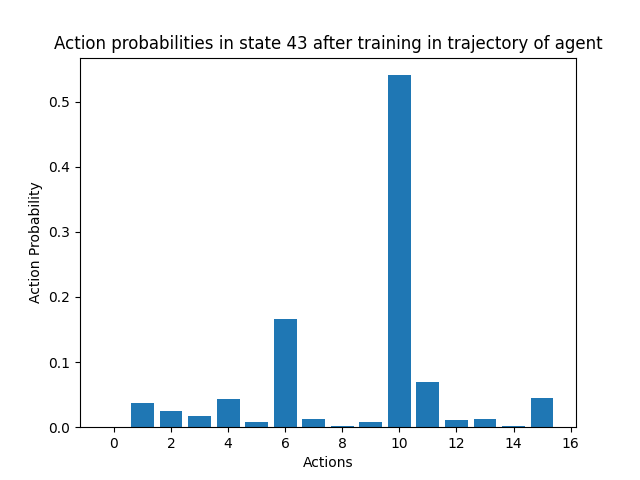 Action probabilities in state 43 after training in trajectory of agent
Action Probability
0.5
0.4
0.3
0.2
0.1
0.0
0 2 4 6 8 10 12 14 16
Actions